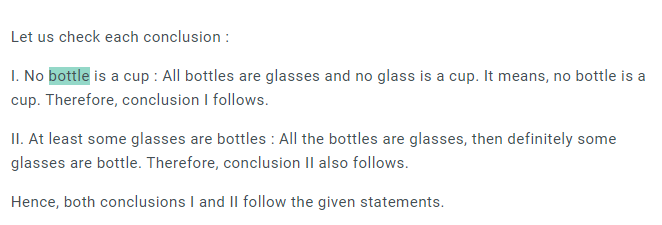 Let us check each conclusion :
I. No bottle is a cup : All bottles are glasses and no glass is a cup. It means, no bottle is a
cup. Therefore, conclusion I follows.
II. At least some glasses are bottles : All the bottles are glasses, then definitely some
glasses are bottle. Therefore, conclusion II also follows.
Hence, both conclusions I and II follow the given statements.